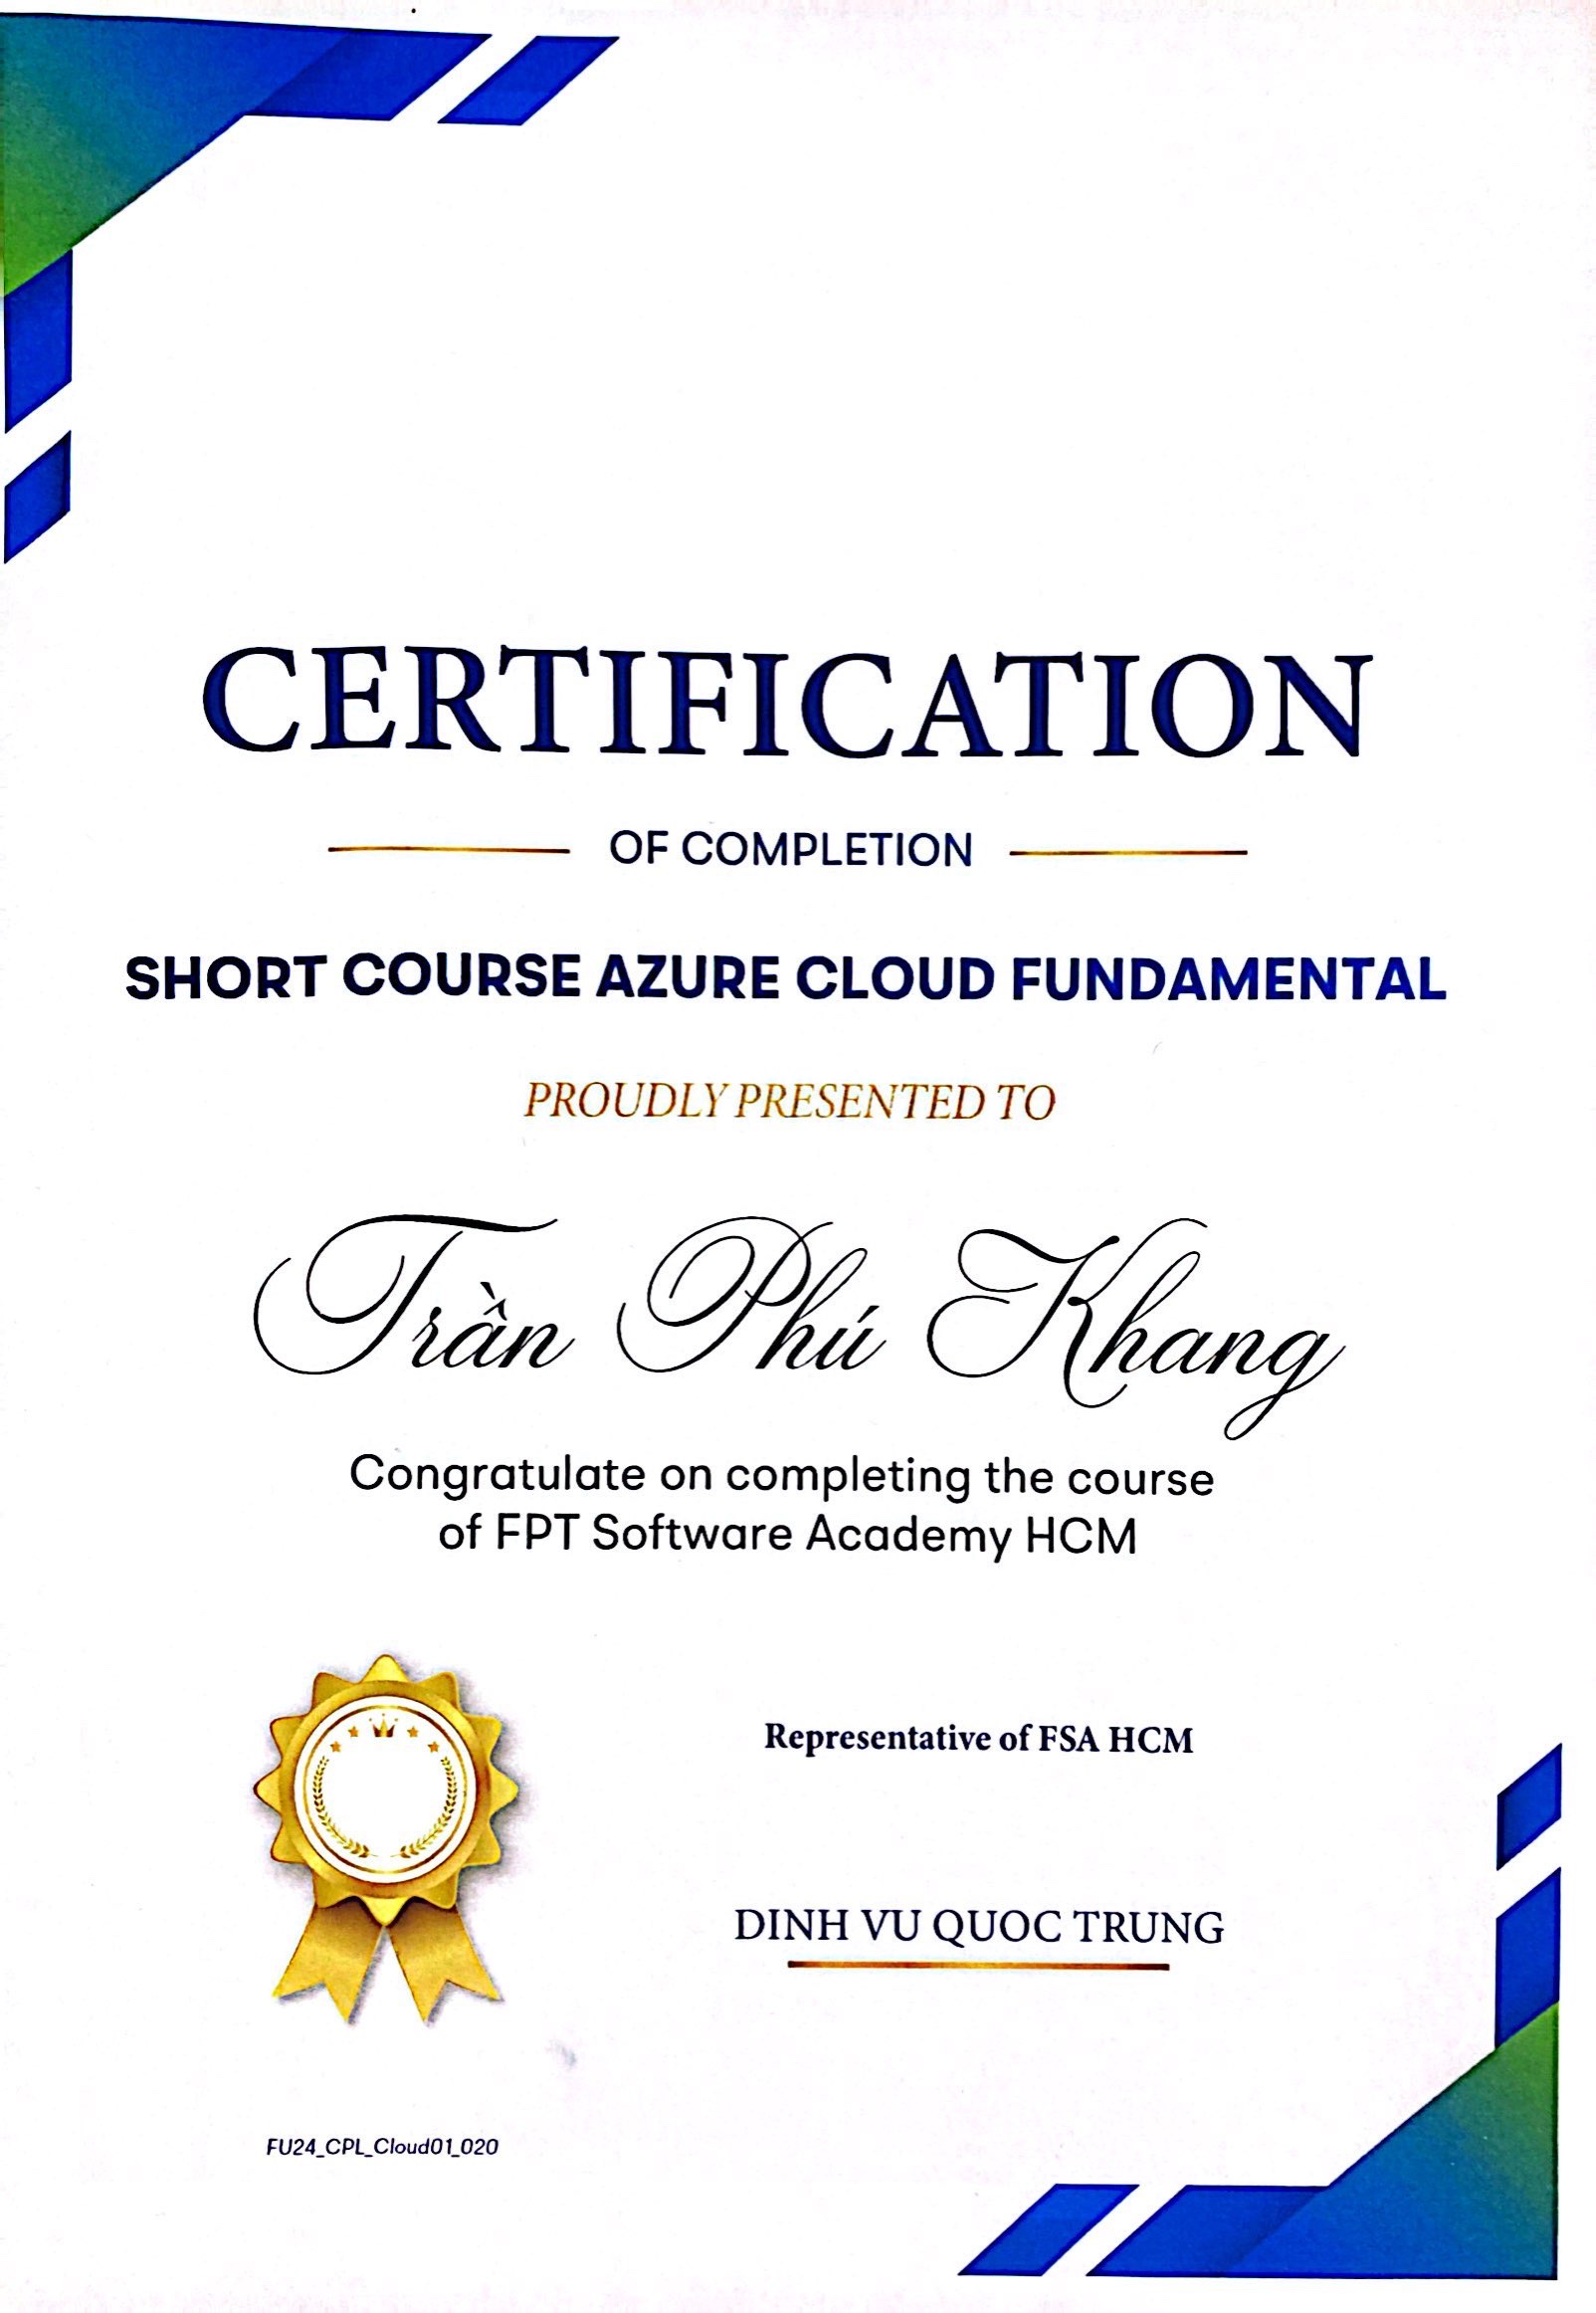 CERTIFICATION
OF COMPLETION
SHORT COURSE AZURE CLOUD FUNDAMENTAL
PROUDLY PRESENTED TO
Trần Phú Khang
Congratulate on completing the course
of FPT Software Academy HCM
Representative of FSA HCM
DINH VU QUOC TRUNG
FU24_CPL_Cloud01_020